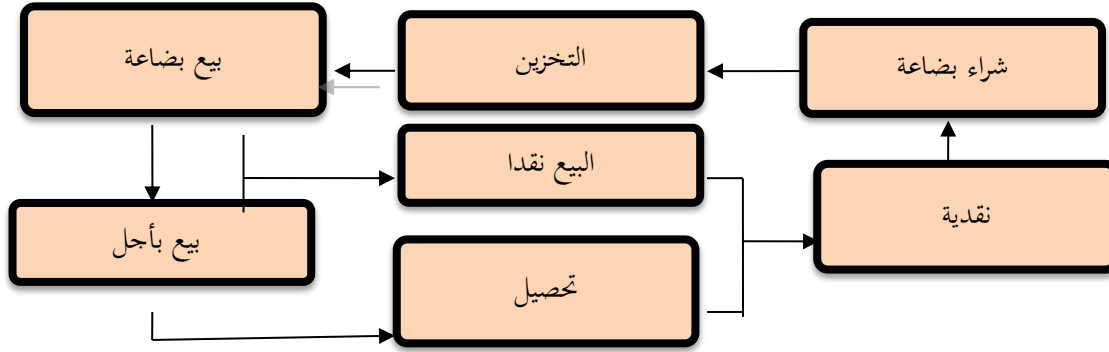 شراء بضاعة
التخزين
بيع بضاعة
البيع نقدا
نقدية
بيع بأجل
تحصيل